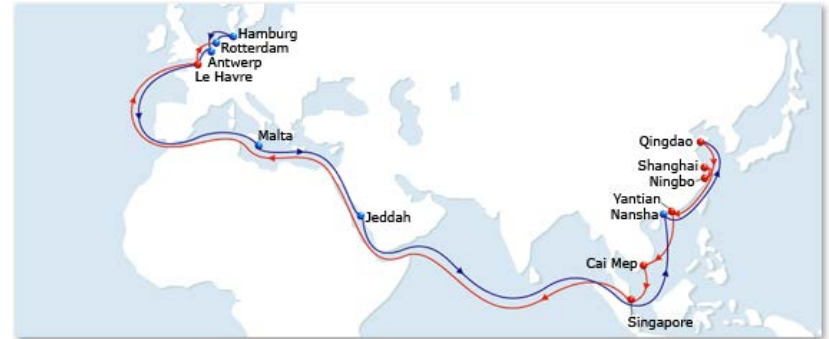 Hamburg
Rotterdam
Antwerp
Le Havre
Malta
Jeddah
Qingdao
Shanghai
Ningbo
Yantian
Nansha
Cai Mep
Singapore